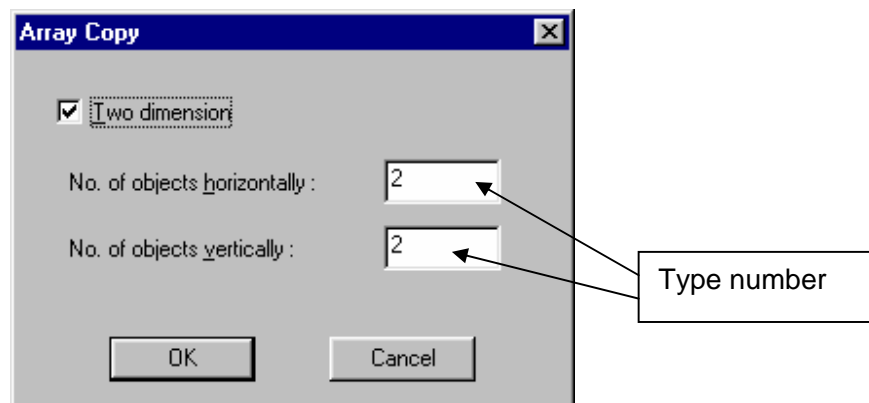 Array Copy
Two dimension
No. of objects horizontally : 2
No. of objects vertically : 2
Type number
OK Cancel